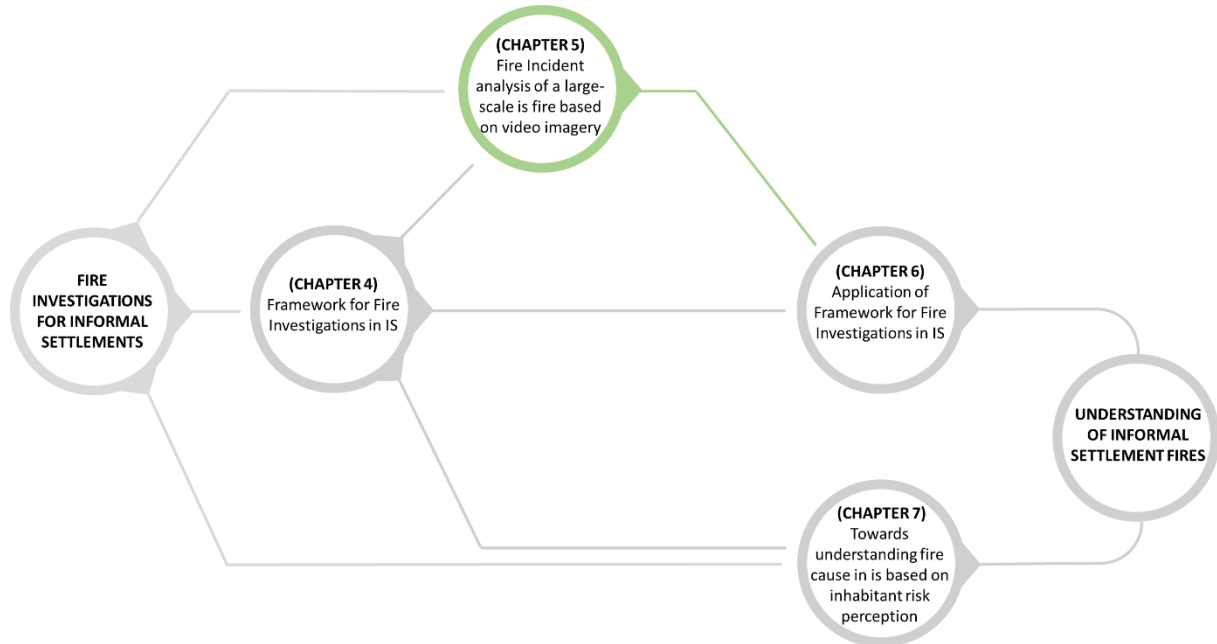 (CHAPTER 5)
Fire Incident
analysis of a large-
scale is fire based
on video imagery
FIRE
INVESTIGATIONS
FOR INFORMAL
SETTLEMENTS
(CHAPTER 4)
Framework for Fire
Investigations in IS
(CHAPTER 6)
Application of
Framework for Fire
Investigations in IS
UNDERSTANDING
OF INFORMAL
SETTLEMENT FIRES
(CHAPTER 7)
Towards
understanding fire
cause in is based on
inhabitant risk
perception